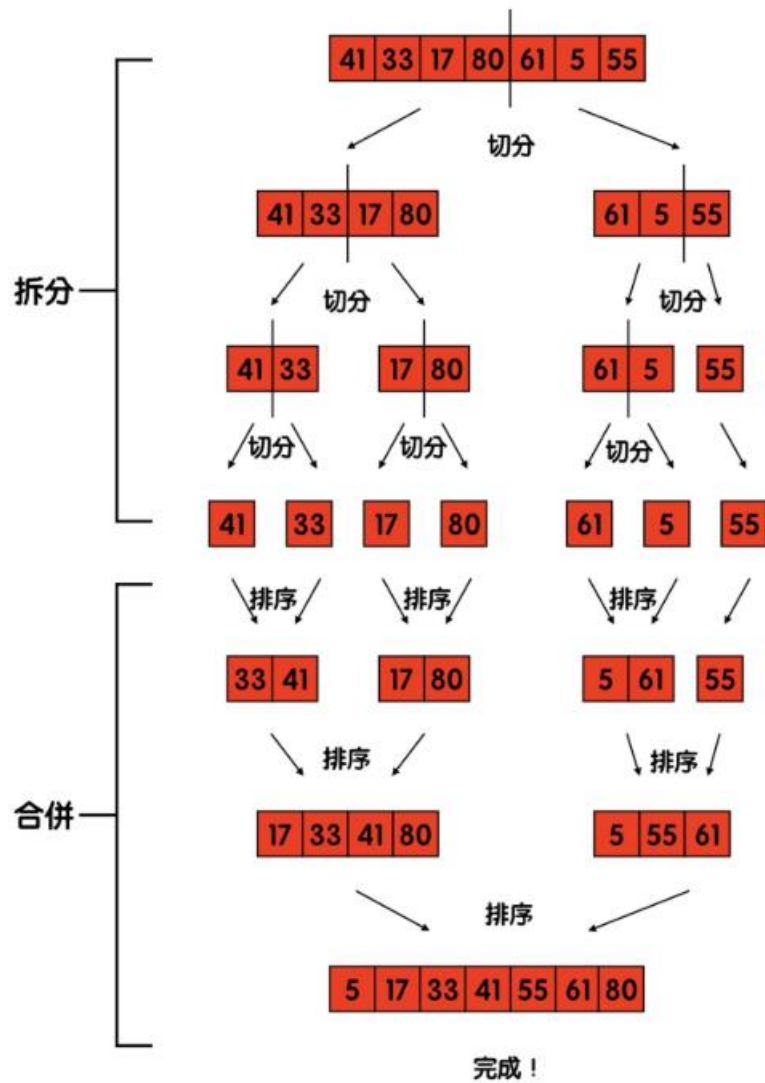 41 33 17 80 61 5 55
切分
41 33 17 80 61 5 55
拆分
切分 切分
41 33 17 80 61 5 55
切分 切分 切分
41 33 17 80 61 5 55
排序 排序 排序
33 41 17 80 5 61 55
排序 排序
合併
17 33 41 80 5 55 61
排序
5 17 33 41 55 61 80
完成！